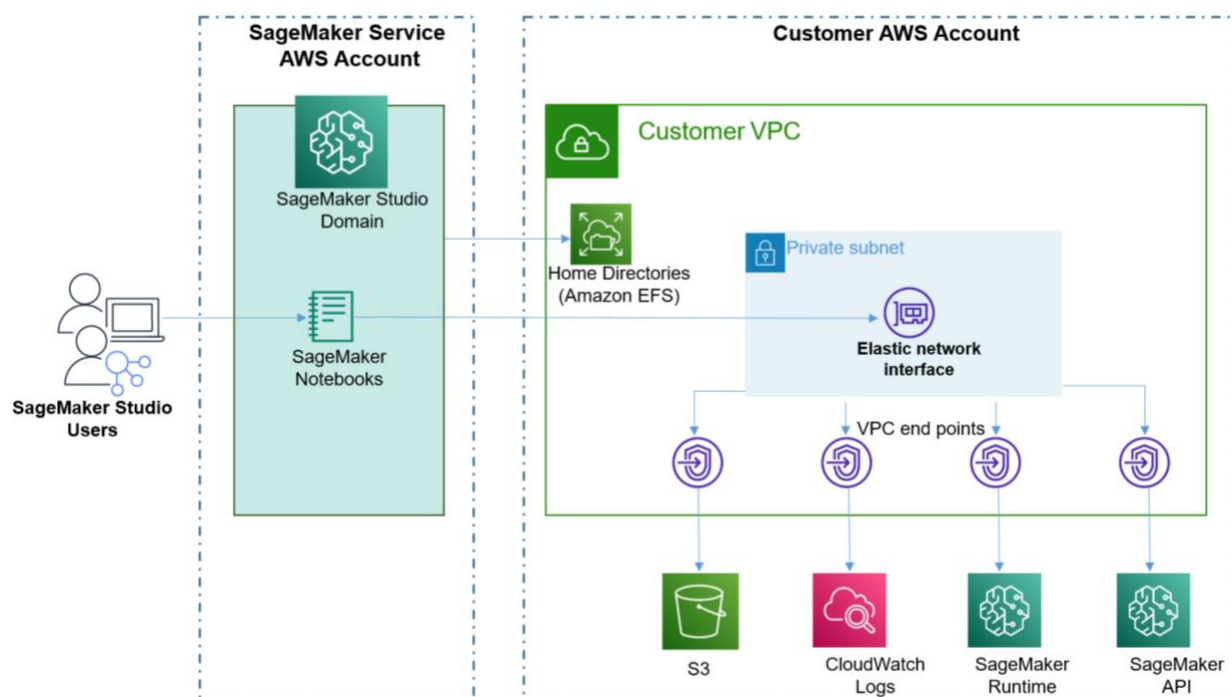 SageMaker Service
AWS Account
Customer AWS Account
SageMaker Studio
Domain
Customer VPC
Home Directories
(Amazon EFS)
Private subnet
Elastic network
interface
SageMaker
Notebooks
SageMaker Studio
Users
VPC end points
S3
CloudWatch
Logs
SageMaker
Runtime
SageMaker
API